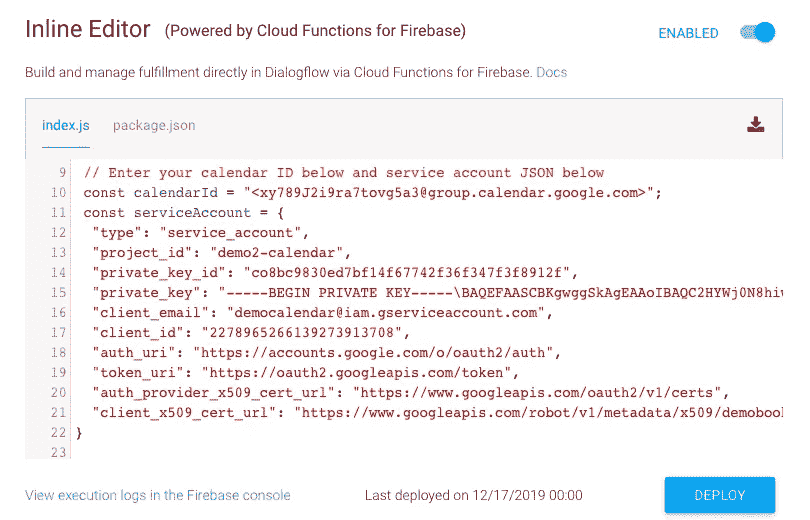 Inline Editor (Powered by Cloud Functions for Firebase)
ENABLED
Build and manage fulfillment directly in Dialogflow via Cloud Functions for Firebase. Docs
index.js package.json
9 // Enter your calendar ID below and service account JSON below
10 const calendarId = "<xy789J2i9ra7tovg5a3@group.calendar.google.com>";
11 const serviceAccount = {
12 "type": "service_account",
13 "project_id": "demo2-calendar",
14 "private_key_id": "co8bc9830ed7bf14f67742f36f347f3f8912f",
15 "private_key": "-----BEGIN PRIVATE KEY-----\BAQEFAASCBKgwggSkAgEAAoIBAQC2HYWj0N8hiv
16 "client_email": "democalendar@iam.gserviceaccount.com",
17 "client_id": "2278965266139273913708",
18 "auth_uri": "https://accounts.google.com/o/oauth2/auth",
19 "token_uri": "https://oauth2.googleapis.com/token",
20 "auth_provider_x509_cert_url": "https://www.googleapis.com/oauth2/v1/certs",
21 "client_x509_cert_url": "https://www.googleapis.com/robot/v1/metadata/x509/demoboo
22 }
23
View execution logs in the Firebase console
Last deployed on 12/17/2019 00:00
DEPLOY